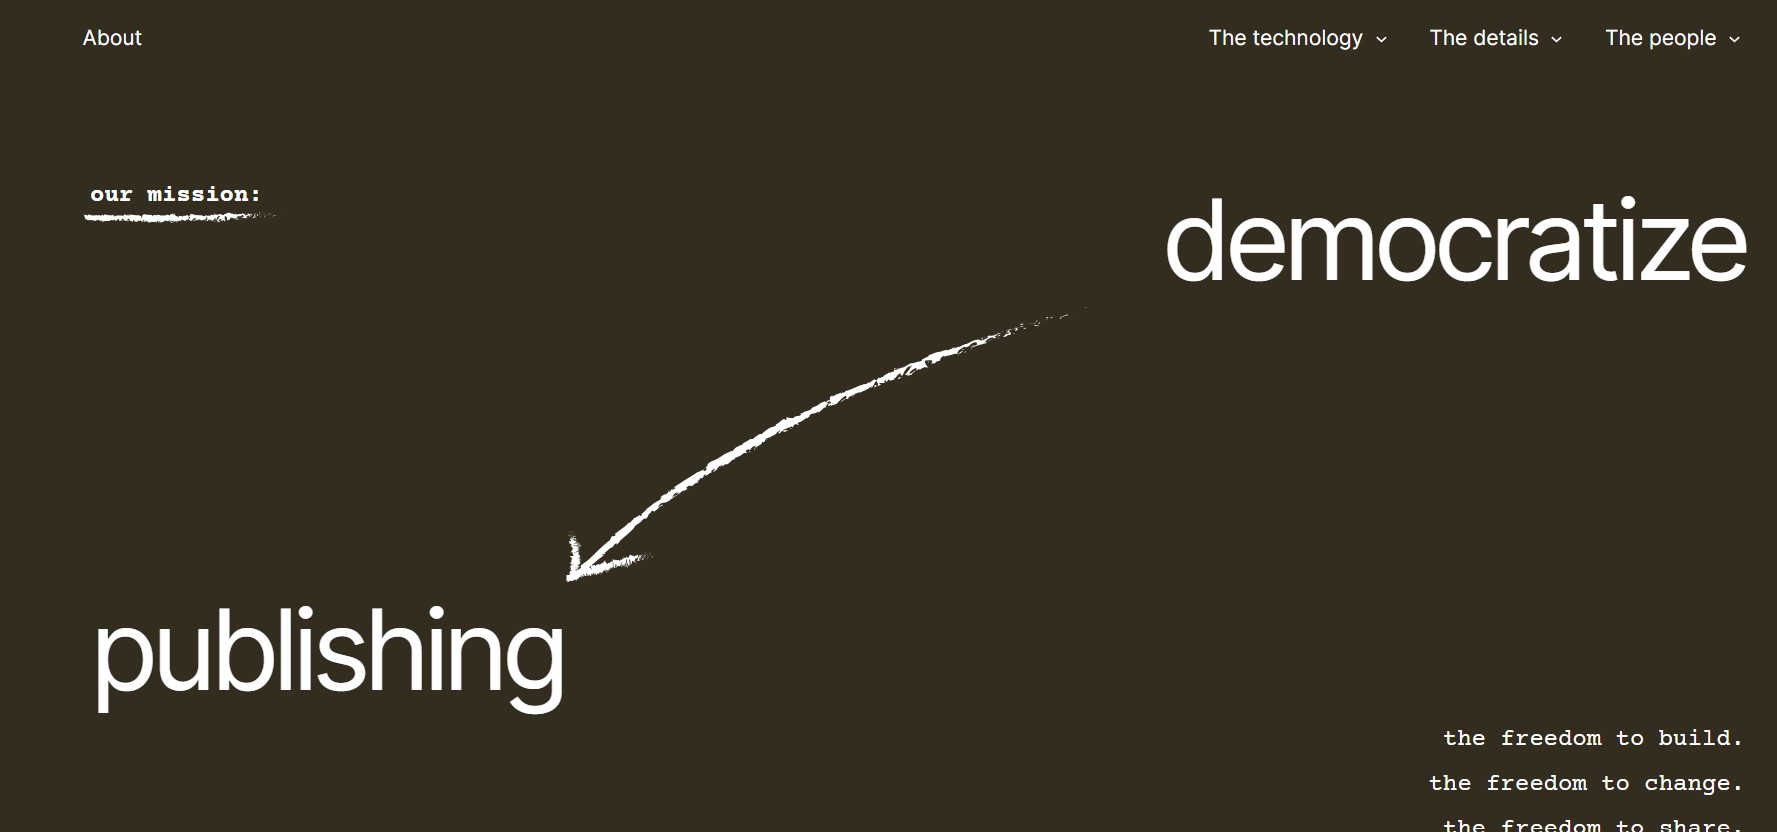 About
The technology
The details
The people
our mission:
democratize
publishing
the freedom to build.
the freedom to change.
the freedom to share.